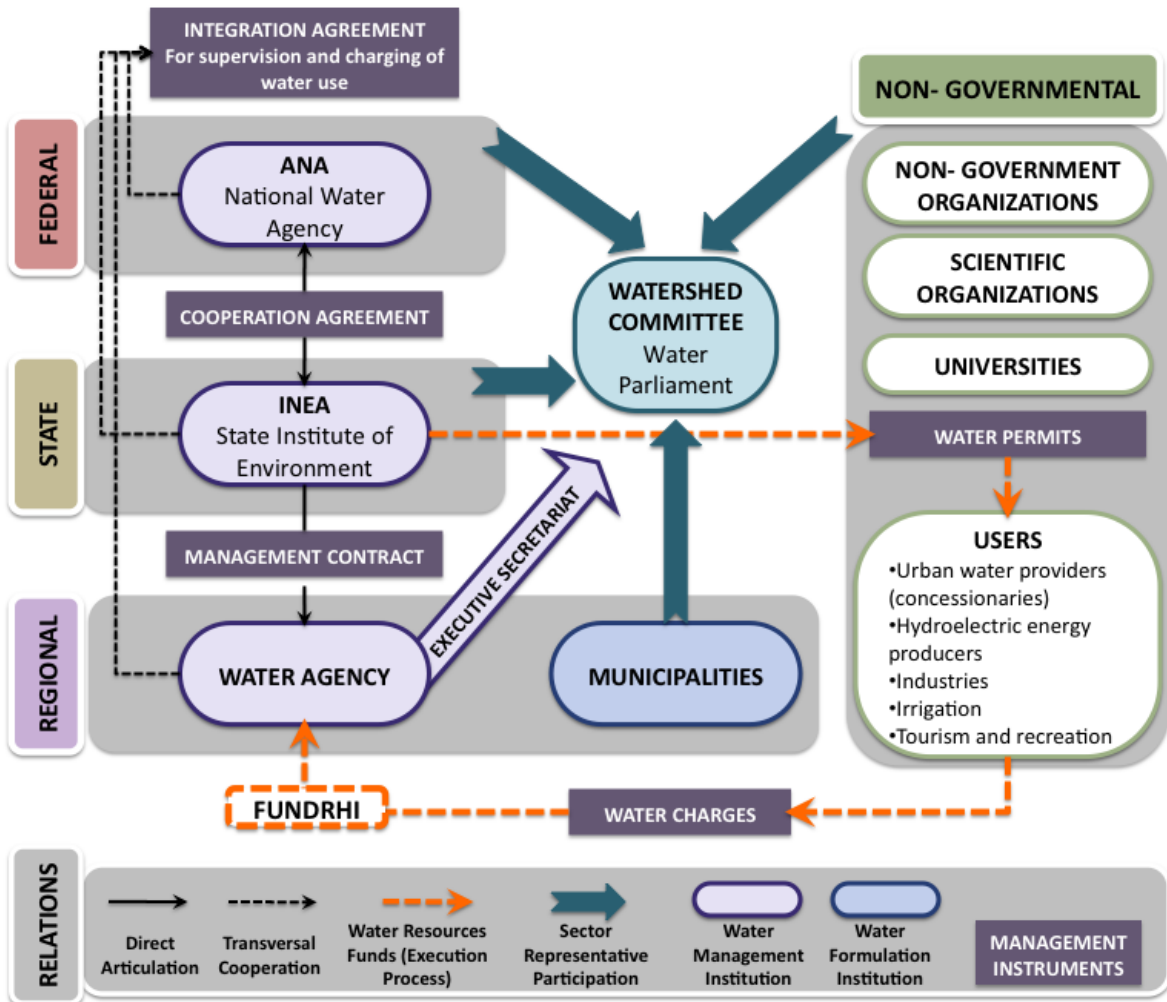 INTEGRATION AGREEMENT
For supervision and charging of
water use
NON- GOVERNMENTAL
FEDERAL
ANA
National Water
Agency
NON- GOVERNMENT
ORGANIZATIONS
SCIENTIFIC
ORGANIZATIONS
UNIVERSITIES
WATERSHED
COMMITTEE
Water
Parliament
COOPERATION AGREEMENT
STATE
INEA
State Institute of
Environment
WATER PERMITS
MANAGEMENT CONTRACT
EXECUTIVE SECRETARIAT
USERS
•Urban water providers
(concessionaries)
•Hydroelectric energy
producers
•Industries
•Irrigation
•Tourism and recreation
REGIONAL
WATER AGENCY
MUNICIPALITIES
FUNDRHI
WATER CHARGES
RELATIONS
Direct
Articulation
Transversal
Cooperation
Water Resources
Funds (Execution
Process)
Sector
Representative
Participation
Water
Management
Institution
Water
Formulation
Institution
MANAGEMENT
INSTRUMENTS